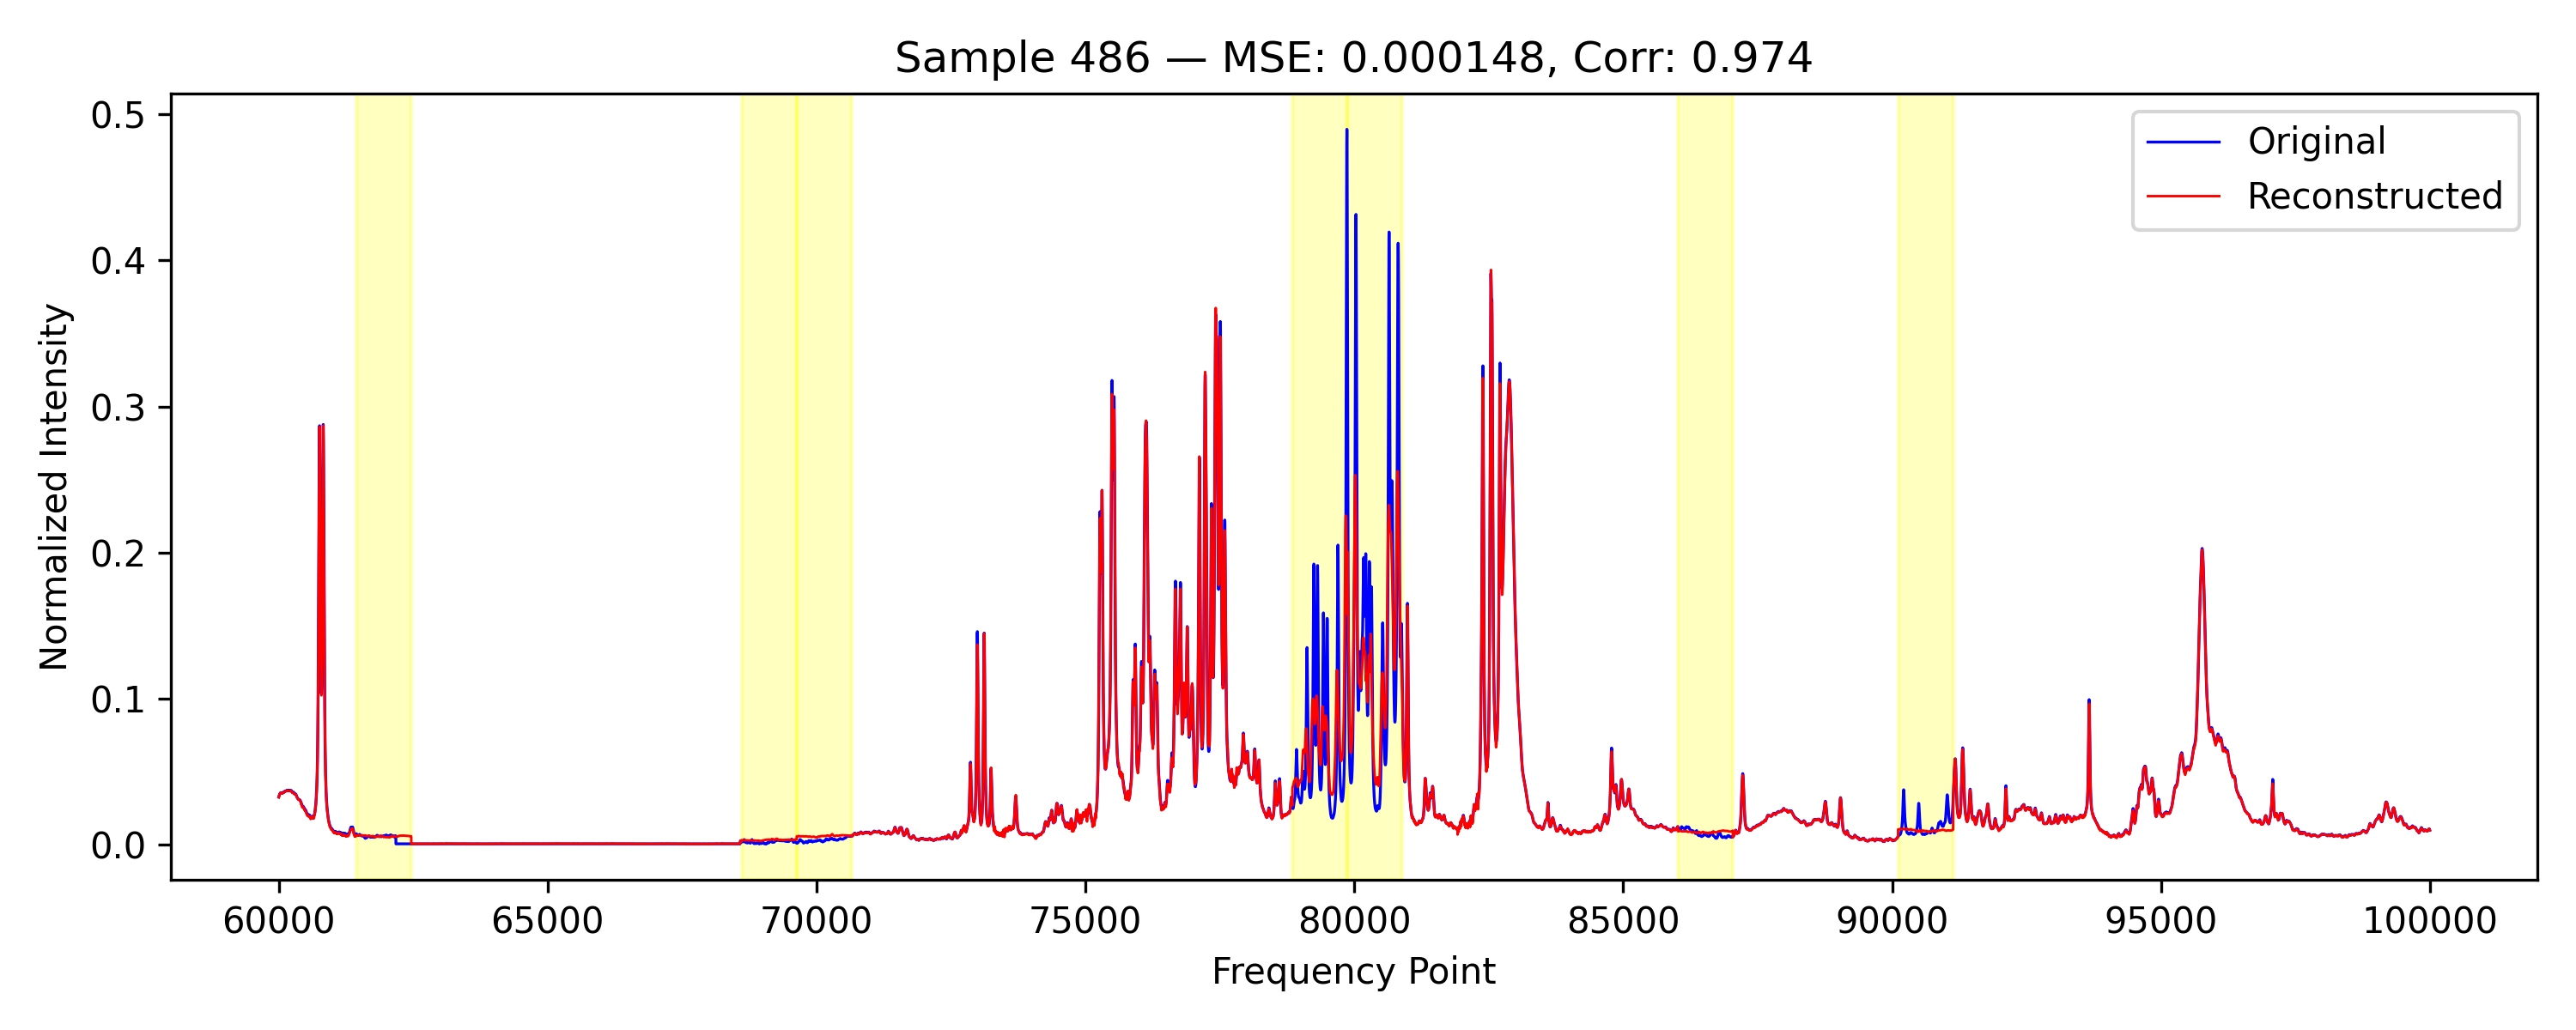 Sample 486 — MSE: 0.000148, Corr: 0.974
Original
Reconstructed
Normalized Intensity
0.5
0.4
0.3
0.2
0.1
0.0
60000 65000 70000 75000 80000 85000 90000 95000 100000
Frequency Point